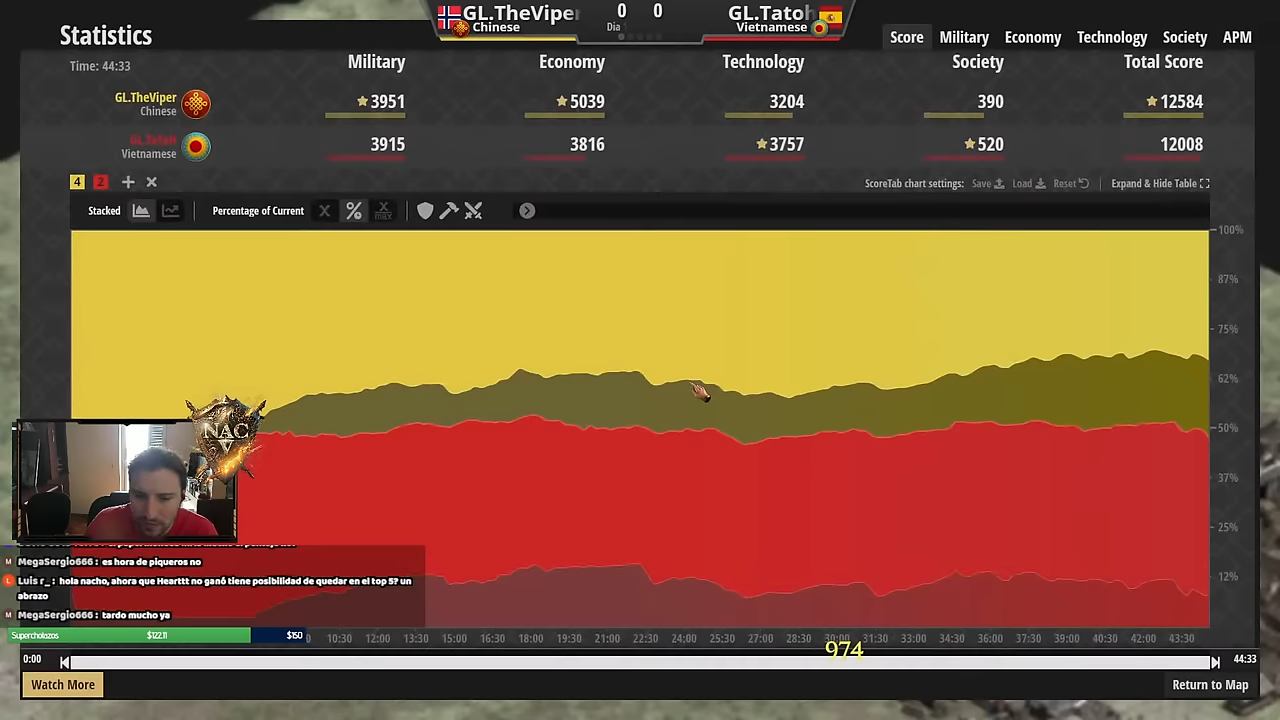 GL.TheViper 0 0 GL.Tatoh
Chinese Dia Vietnamese
Statistics
Score Military Economy Technology Society APM
Time: 44:33
Military Economy Technology Society Total Score
GL.TheViper
Chinese
3951 5039 3204 390 12584
GL.TaToH
Vietnamese
3915 3816 3757 520 12008
4 2
ScoreTab chart settings: Save Load Reset Expand & Hide Table
Stacked Percentage of Current X % X max
100%
87%
75%
62%
50%
37%
25%
12%
NAC
V
MegaSergio666 : es hora de piqueros no
Luis r_ : hola nacho, ahora que Hearttt no ganó tiene posibilidad de quedar en el top 5? un
abrazo
MegaSergio666 : tardo mucho ya
Supercholazos $122.11 $150
10:30 12:00 13:30 15:00 16:30 18:00 19:30 21:00 22:30 24:00 25:30 27:00 28:30 30:00 31:30 33:00 34:30 36:00 37:30 39:00 40:30 42:00 43:30
974
0:00 44:33
Watch More Return to Map